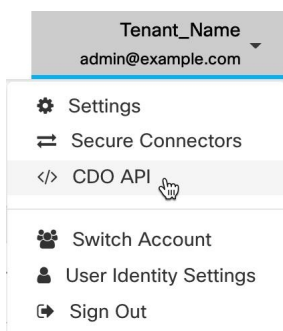 Tenant_Name
admin@example.com
Settings
Secure Connectors
</> CDO API
Switch Account
User Identity Settings
Sign Out